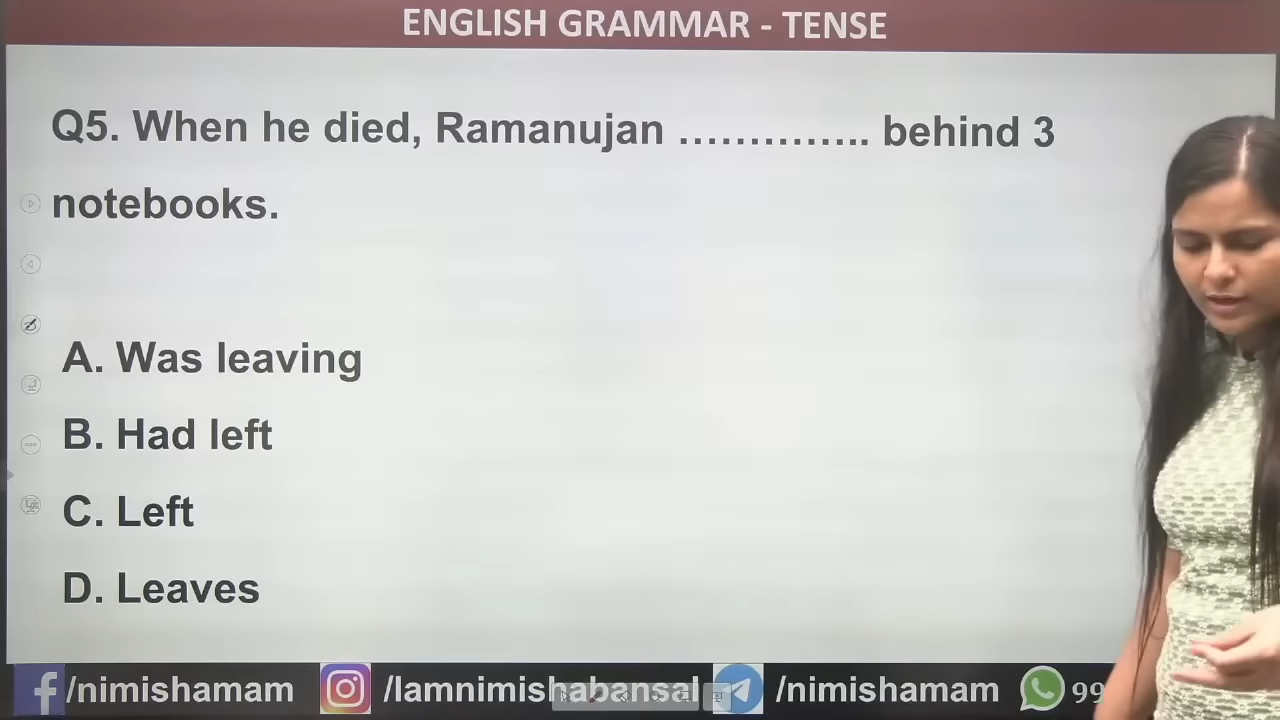 ENGLISH GRAMMAR - TENSE
Q5. When he died, Ramanujan ………….. behind 3
notebooks.
A. Was leaving
B. Had left
C. Left
D. Leaves
/nimishamam
/Iamnimishabansal
/nimishamam
99